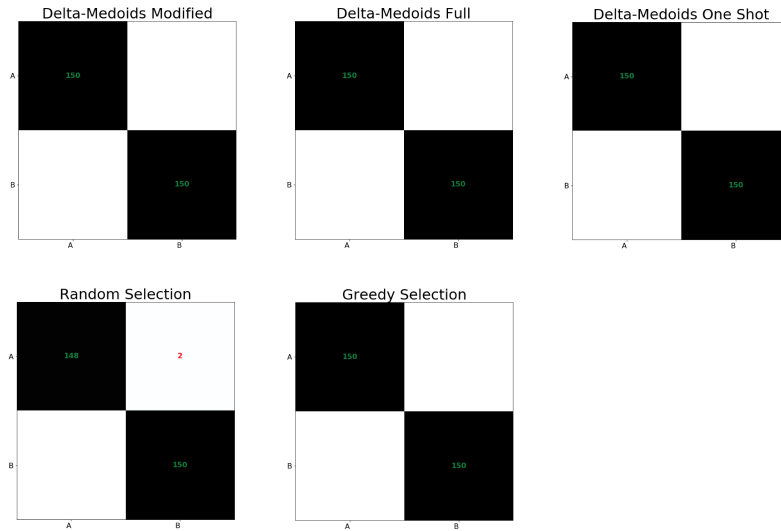 Delta-Medoids Modified
A
150
B
150
A B
Delta-Medoids Full
A
150
B
150
A B
Delta-Medoids One Shot
A
150
B
150
A B
Random Selection
A
148 2
B
150
A B
Greedy Selection
A
150
B
150
A B